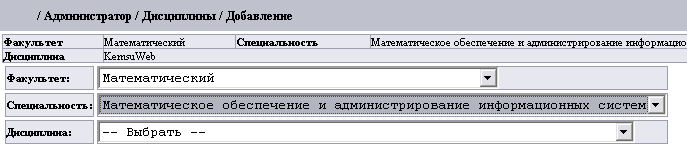 / Администратор / Дисциплины / Добавление
Факультет Математический Специальность Математическое обеспечение и администрирование информацио
Дисциплина KemsuWeb
Факультет: Математический
Специальность: Математическое обеспечение и администрирование информационных систем
Дисциплина: -- Выбрать --